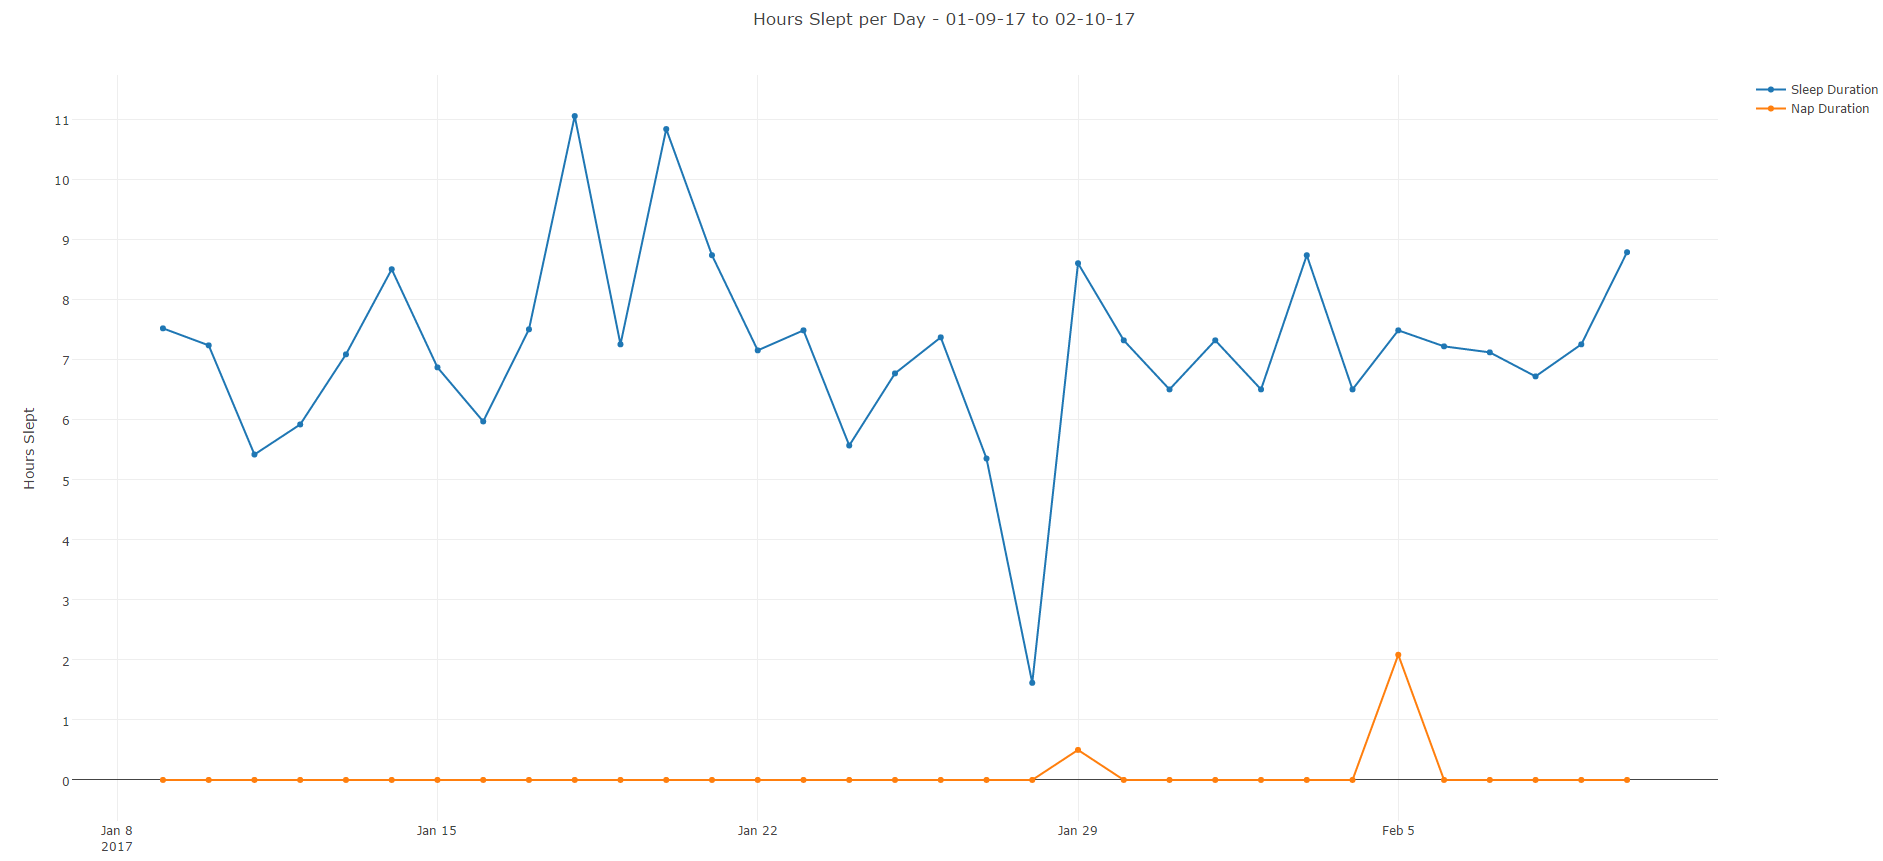 Hours Slept per Day - 01-09-17 to 02-10-17
Sleep Duration
Nap Duration
11
10
9
8
7
6
5
4
3
2
1
0
Hours Slept
Jan 8
2017
Jan 15
Jan 22
Jan 29
Feb 5